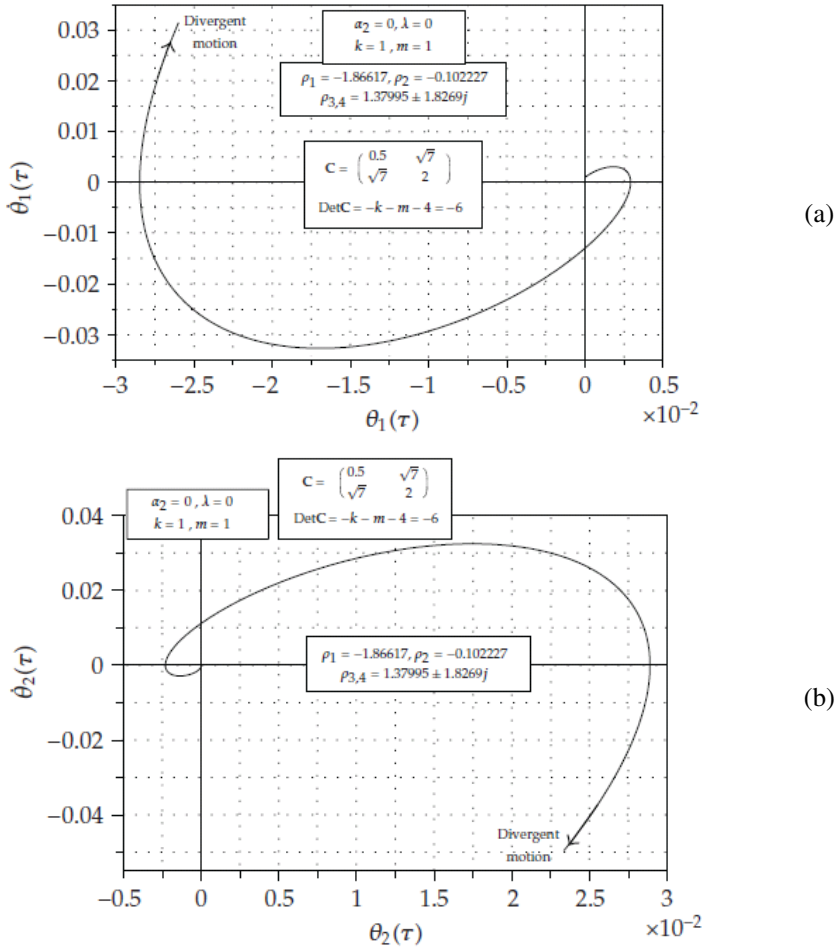 Divergent
motion
α₂ = 0, λ = 0
k = 1 , m = 1
ρ₁ = −1.86617, ρ₂ = −0.102227
ρ₃,₄ = 1.37995 ± 1.8269j
C = ( 0.5 √7
√7 2 )
DetC = −k − m − 4 = −6
0.03
0.02
0.01
0
−0.01
−0.02
−0.03
θ̇₁(τ)
−3 −2.5 −2 −1.5 −1 −0.5 0 0.5
×10⁻²
θ₁(τ)
(a)
C = ( 0.5 √7
√7 2 )
DetC = −k − m − 4 = −6
α₂ = 0 , λ = 0
k = 1 , m = 1
ρ₁ = −1.86617, ρ₂ = −0.102227
ρ₃,₄ = 1.37995 ± 1.8269j
0.04
0.02
0
−0.02
−0.04
θ̇₂(τ)
Divergent
motion
−0.5 0 0.5 1 1.5 2 2.5 3
×10⁻²
θ₂(τ)
(b)